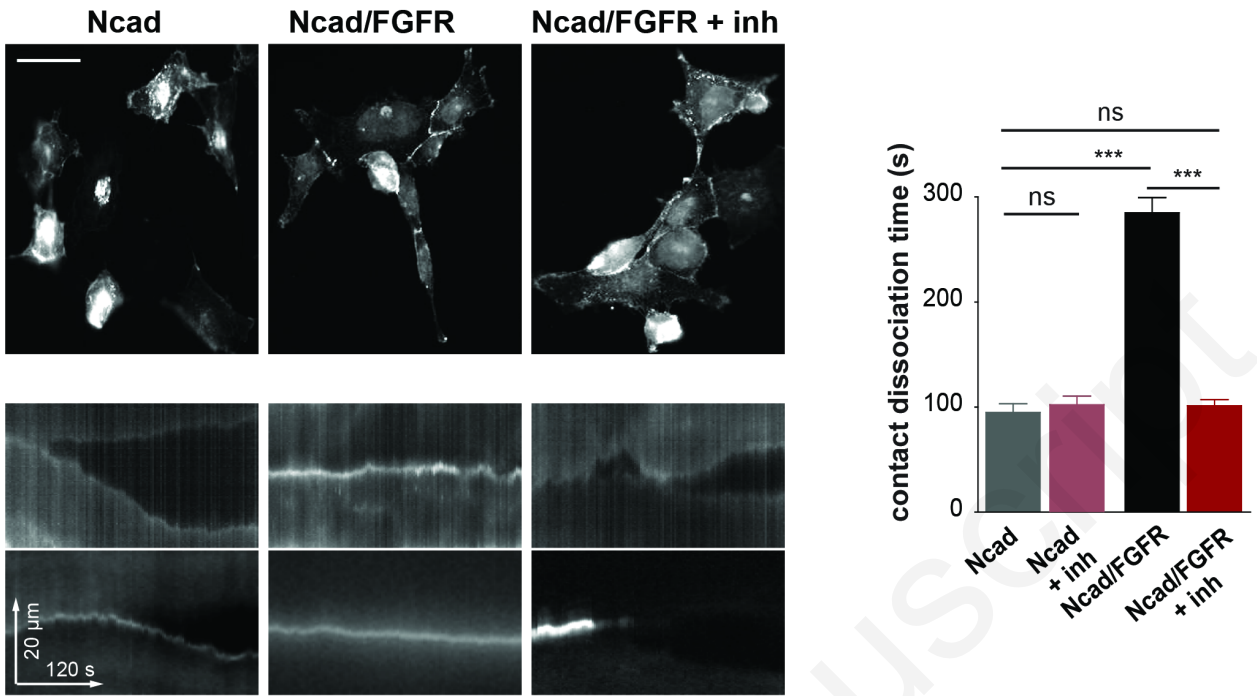 Ncad
Ncad/FGFR
Ncad/FGFR + inh
20 µm
120 s
contact dissociation time (s)
300
200
100
0
ns
***
***
ns
Ncad
Ncad
+ inh
Ncad/FGFR
Ncad/FGFR
+ inh